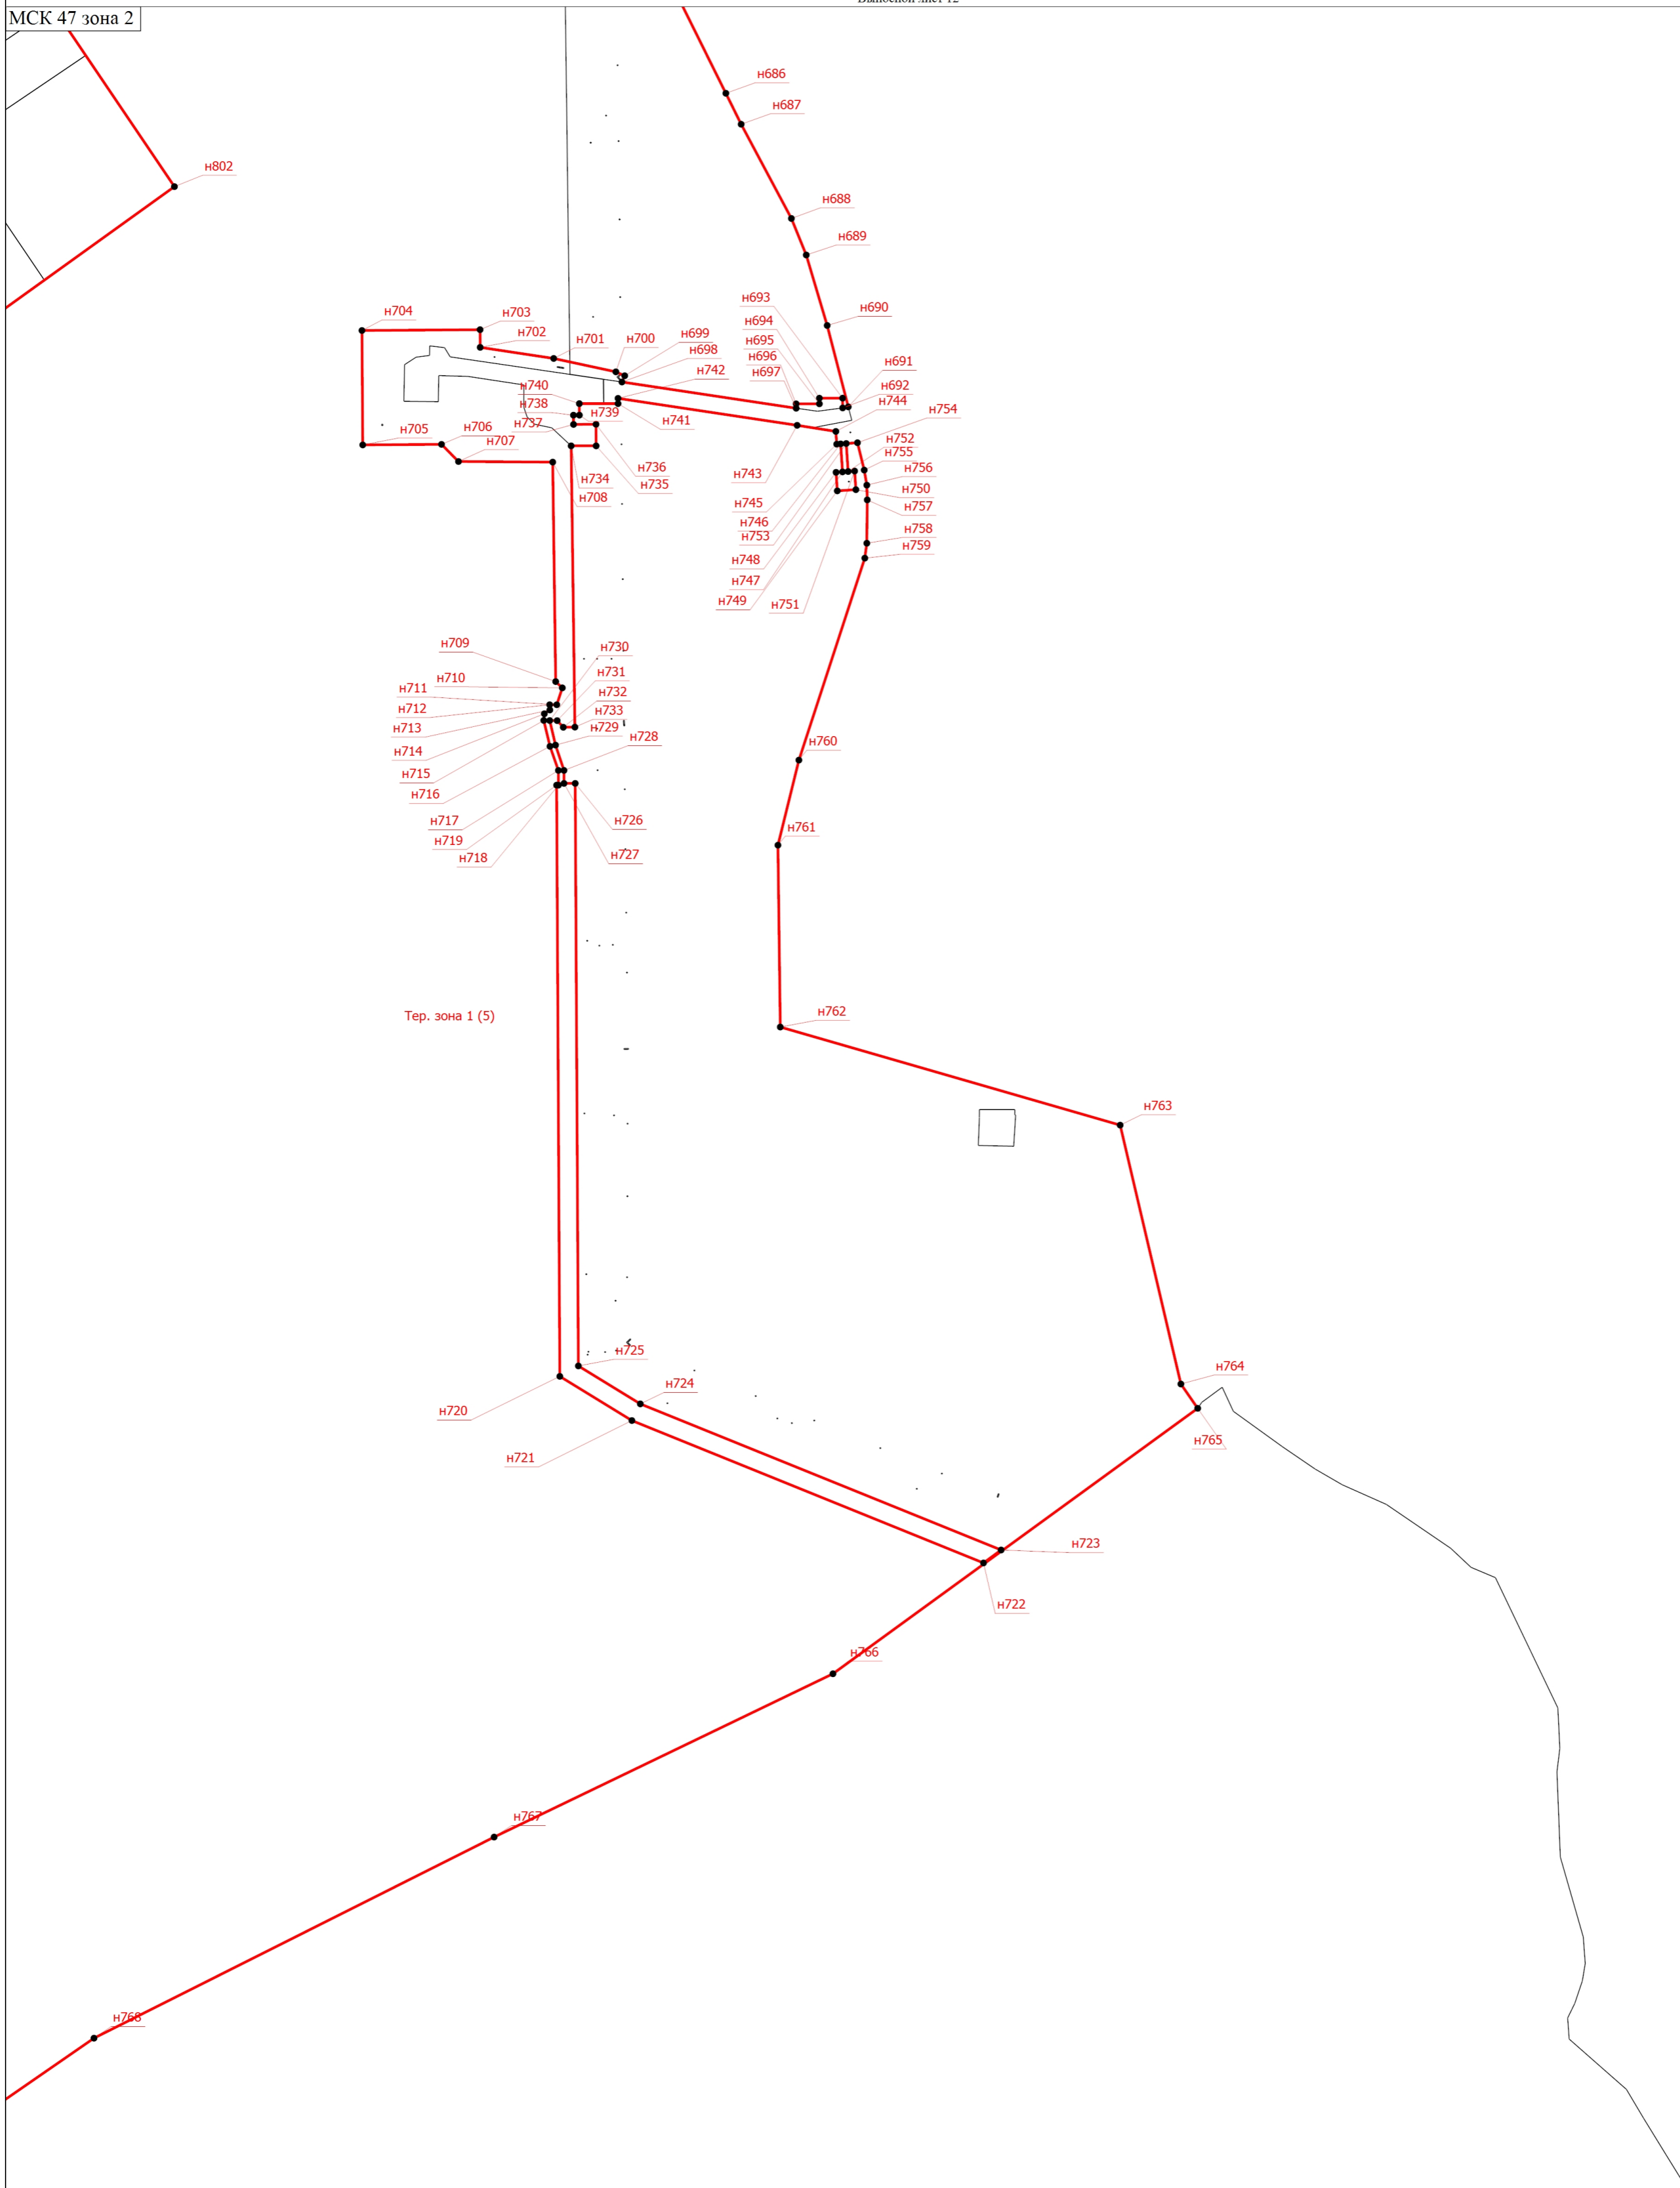 Выносной лист 12
МСК 47 зона 2
н686
н687
н802
н688
н689
н693
н690
н704
н703
н694
н702
н699
н695
н701
н700
н698
н696
н691
н742
н697
н692
н740
н744
н738
н739
н754
н737
н741
н706
н752
н705
н707
н736
н755
н734
н743
н756
н735
н750
н708
н745
н757
н746
н758
н753
н759
н748
н747
н749
н751
н709
н730
н710
н731
н711
н732
н712
н733
н713
н729
н714
н728
н760
н715
н716
н717
н726
н761
н719
н718
н727
Тер. зона 1 (5)
н762
н763
н725
н764
н724
н720
н765
н721
н723
н722
н766
н767
н768